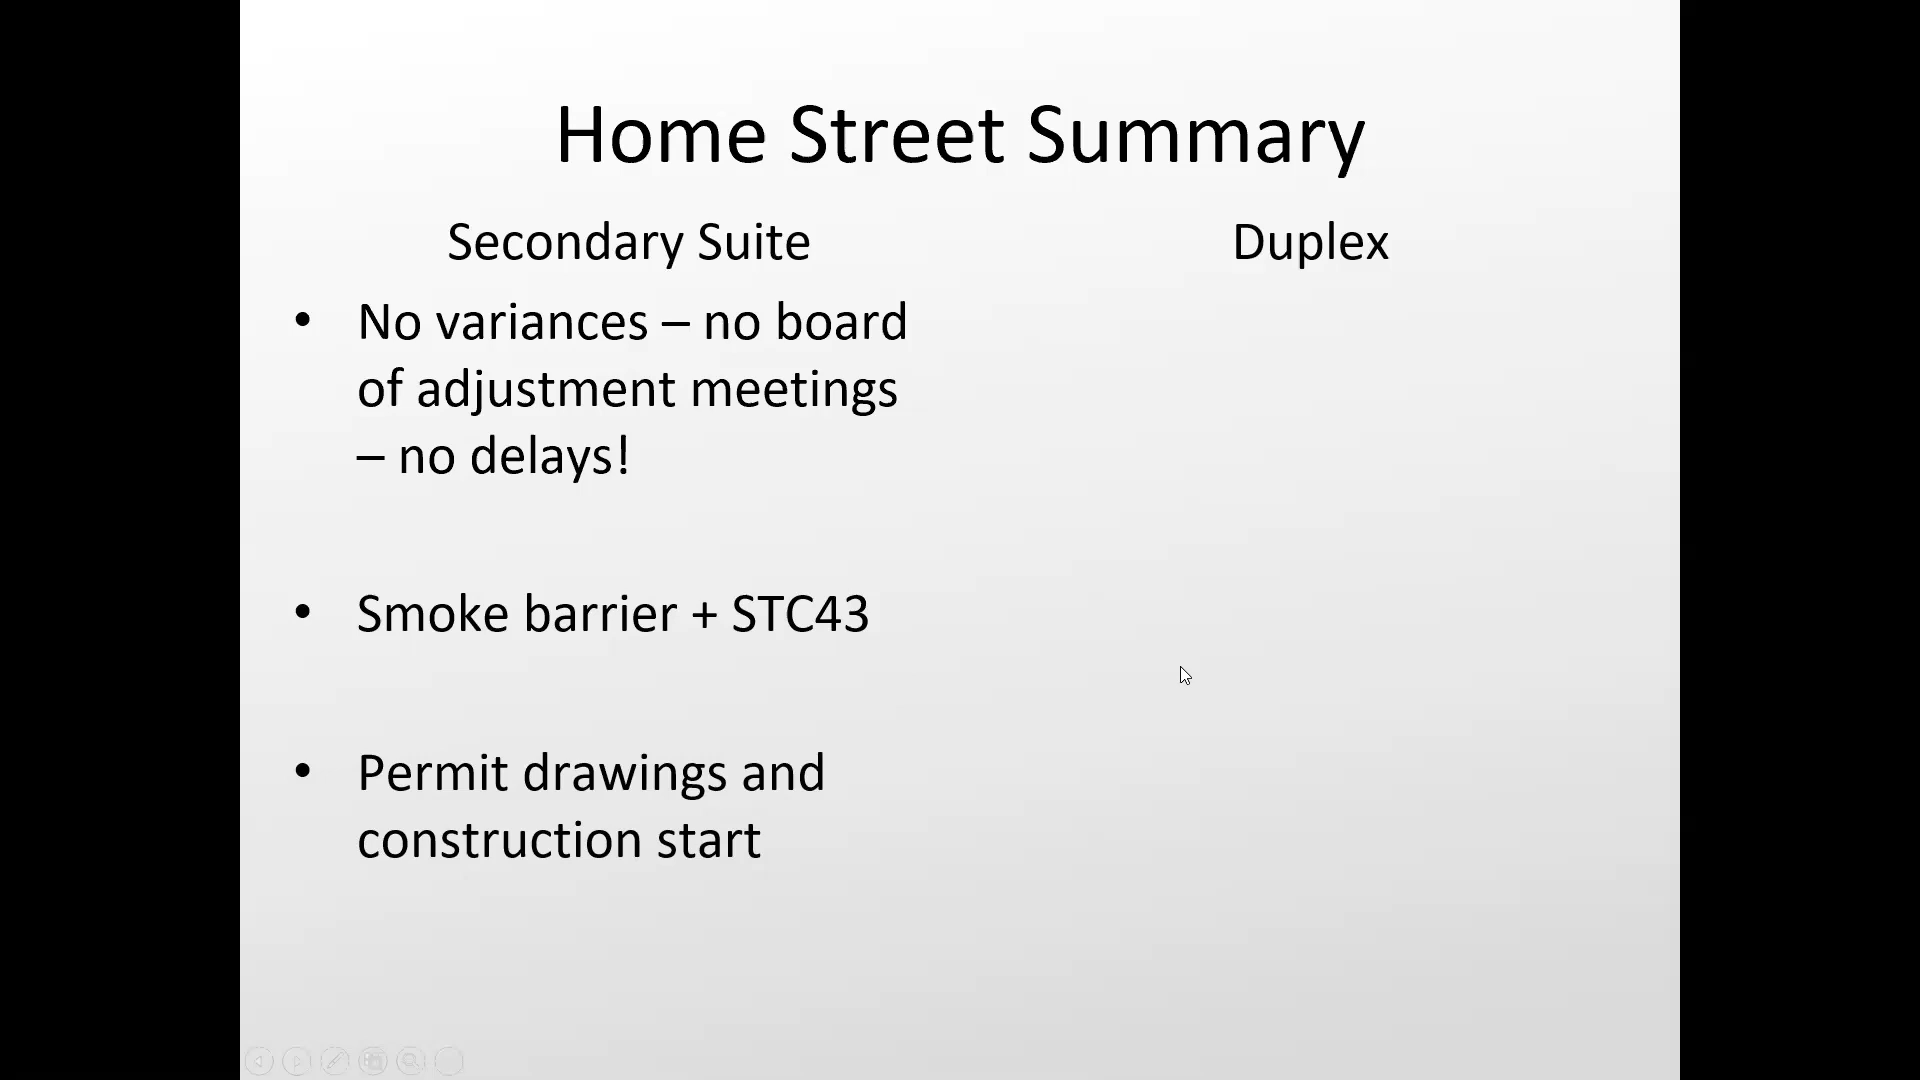 Home Street Summary
Secondary Suite
• No variances – no board
of adjustment meetings
– no delays!
• Smoke barrier + STC43
• Permit drawings and
construction start
Duplex